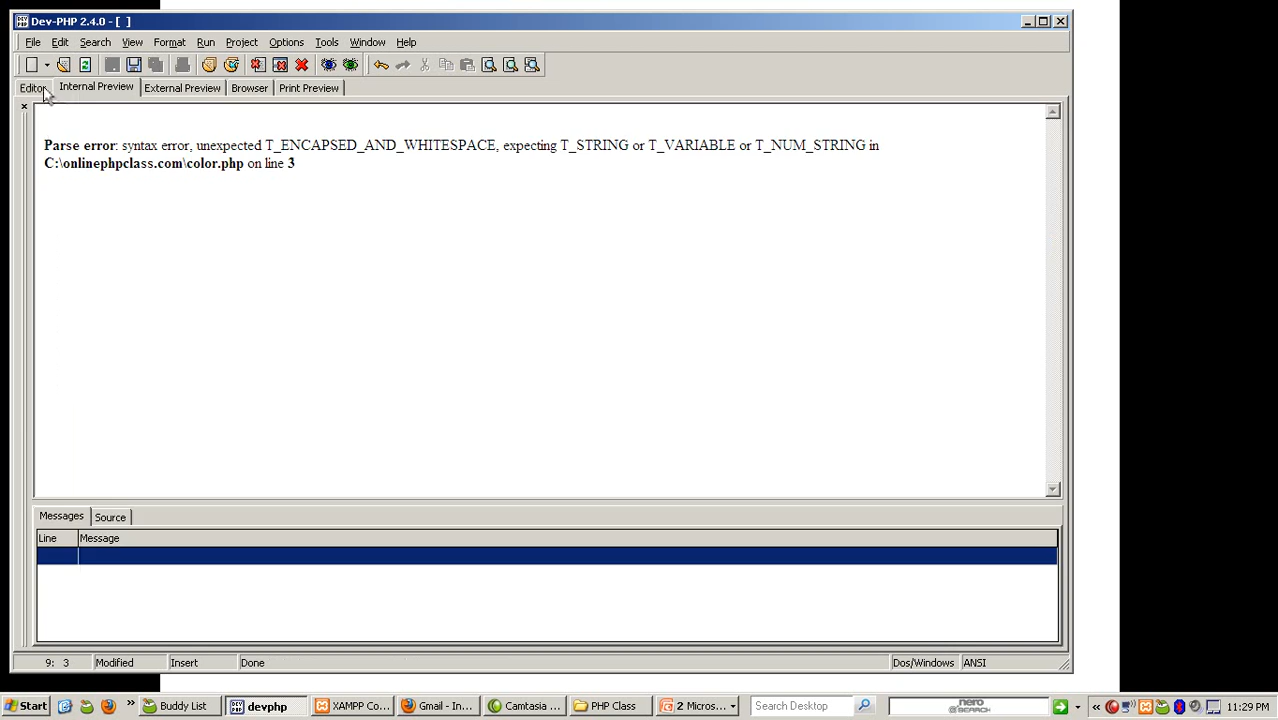 Dev-PHP 2.4.0 - [ ]
File Edit Search View Format Run Project Options Tools Window Help
Editor Internal Preview External Preview Browser Print Preview
Parse error: syntax error, unexpected T_ENCAPSED_AND_WHITESPACE, expecting T_STRING or T_VARIABLE or T_NUM_STRING in
C:\onlinephpclass.com\color.php on line 3
Messages Source
Line Message
9: 3 Modified Insert Done Dos/Windows ANSI
Start Buddy List devphp XAMPP Co... Gmail - ... Camtasia ... PHP Class 2 Micros... Search Desktop nero SEARCH 11:29 PM